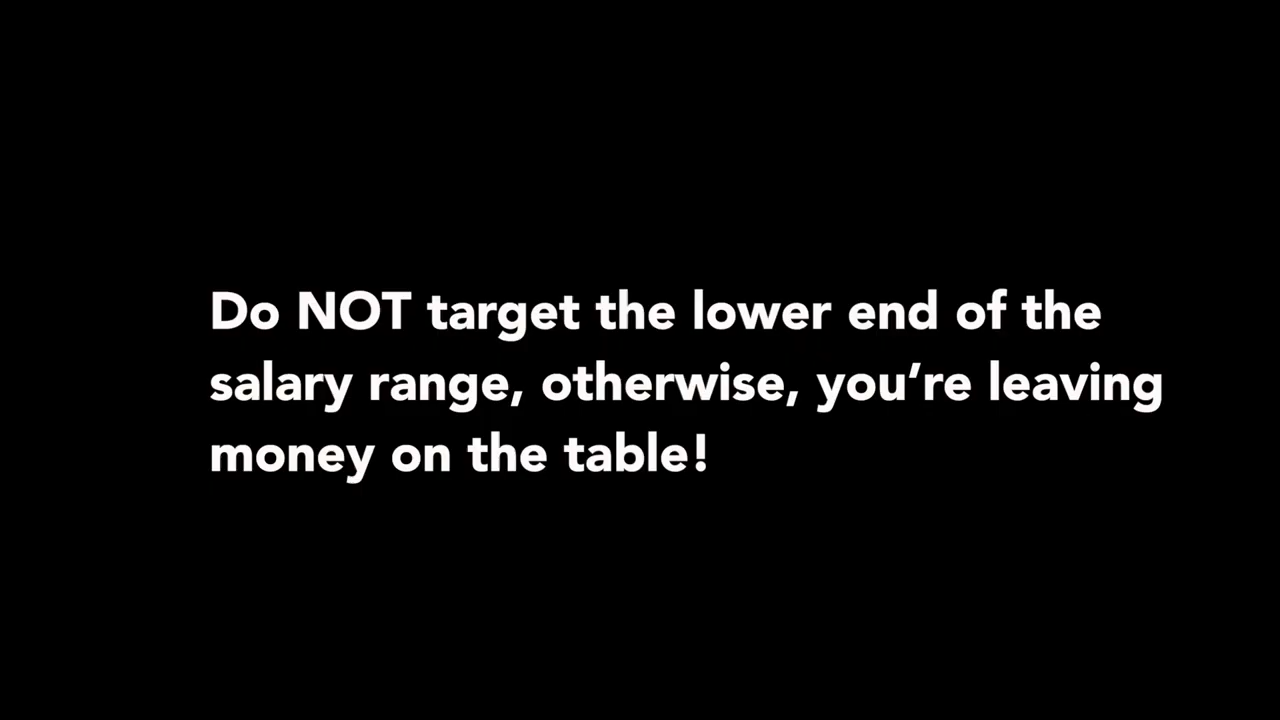 Do NOT target the lower end of the
salary range, otherwise, you’re leaving
money on the table!